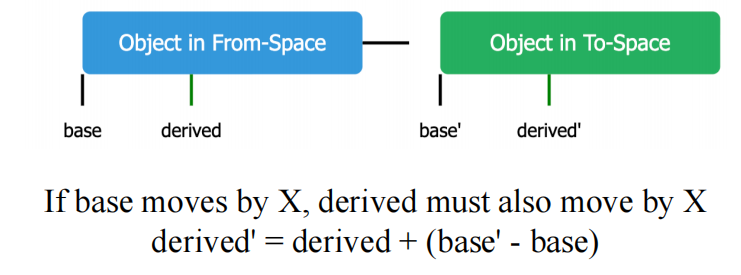 Object in From-Space
Object in To-Space
base
derived
base'
derived'
If base moves by X, derived must also move by X
derived' = derived + (base' - base)